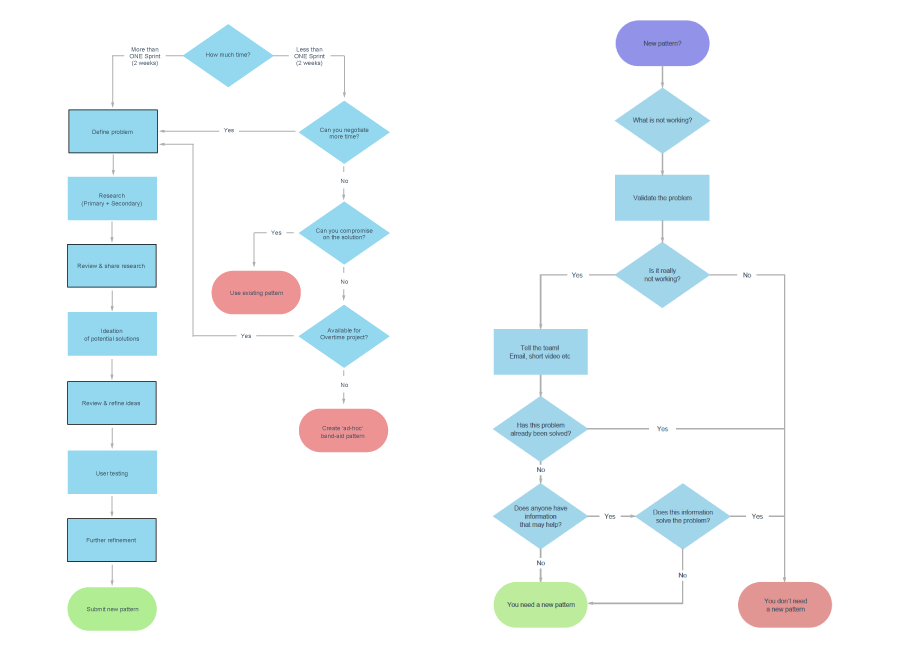 How much time?
More than
ONE Sprint
(2 weeks)
Less than
ONE Sprint
(2 weeks)
Define problem
Yes
Can you negotiate
more time?
No
Research
(Primary + Secondary)
Can you compromise
on the solution?
Yes
No
Review & share research
Use existing pattern
Ideation
of potential solutions
Yes
Available for
Overtime project?
No
Review & refine ideas
Create 'ad-hoc'
band-aid pattern
User testing
Further refinement
Submit new pattern
New pattern?
What is not working?
Validate the problem
Is it really
not working?
Yes
No
Tell the team!
Email, short video etc
Has this problem
already been solved?
Yes
No
Does anyone have
information
that may help?
Yes
Does this information
solve the problem?
Yes
No
No
You need a new pattern
You don't need
a new pattern